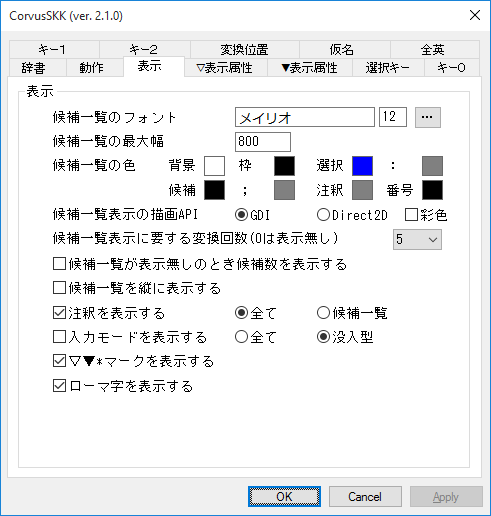 CorvusSKK (ver. 2.1.0)
キー1 キー2 変換位置 仮名 全英
辞書 動作 表示 ▽表示属性 ▼表示属性 選択キー キー0
表示
候補一覧のフォント メイリオ 12 ...
候補一覧の最大幅 800
候補一覧の色 背景 枠 選択 :
候補 ; 注釈 番号
候補一覧表示の描画API GDI Direct2D 彩色
候補一覧表示に要する変換回数(0は表示無し) 5
候補一覧が表示無しのとき候補数を表示する
候補一覧を縦に表示する
注釈を表示する 全て 候補一覧
入力モードを表示する 全て 没入型
▽▼*マークを表示する
ローマ字を表示する
OK Cancel Apply